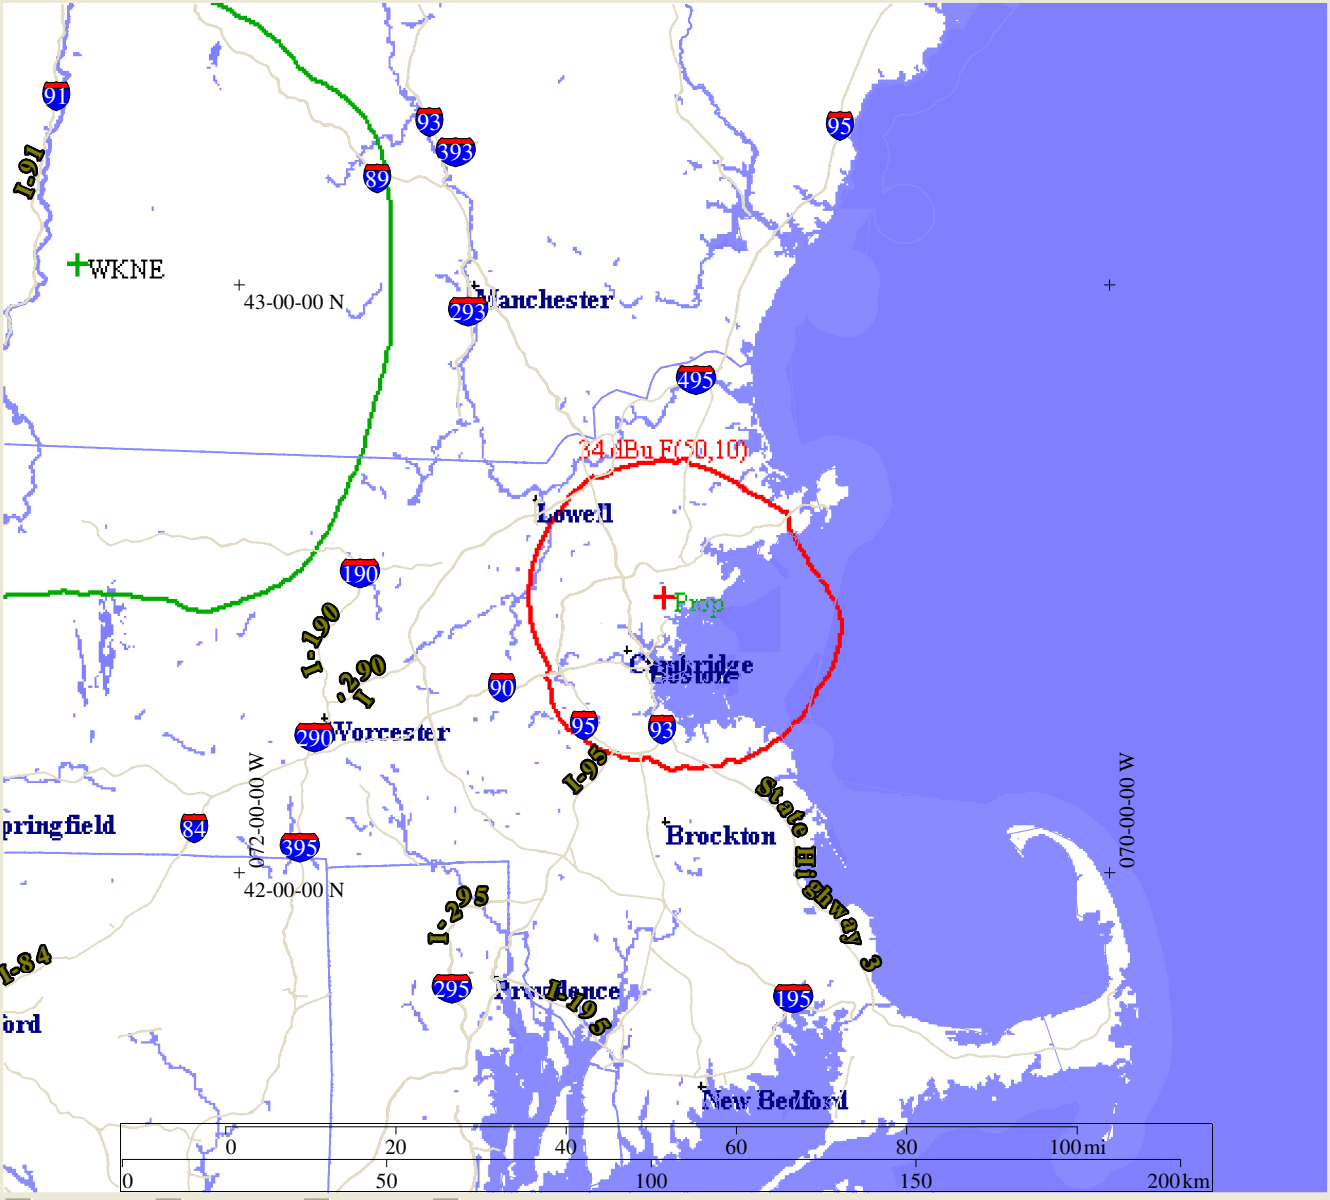 91
93
393
95
I-91
89
WKNE
43-00-00 N
Manchester
293
495
34 dBu F(50,10)
Lowell
190
Prop
I-190
I-290
Cambridge
Boston
90
95
93
Worcester
290
I-95
072-00-00 W
070-00-00 W
State Highway 3
pringfield
84
395
Brockton
42-00-00 N
I-295
I-84
295
Providence
I-195
195
ord
New Bedford
0 20 40 60 80 100 mi
0 50 100 150 200 km